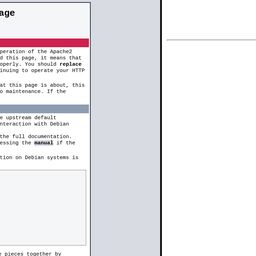 age
peration of the Apache2
d this page, it means that
operly. You should replace
inuing to operate your HTTP
at this page is about, this
o maintenance. If the
e upstream default
nteraction with Debian
the full documentation.
essing the manual if the
tion on Debian systems is
e pieces together by